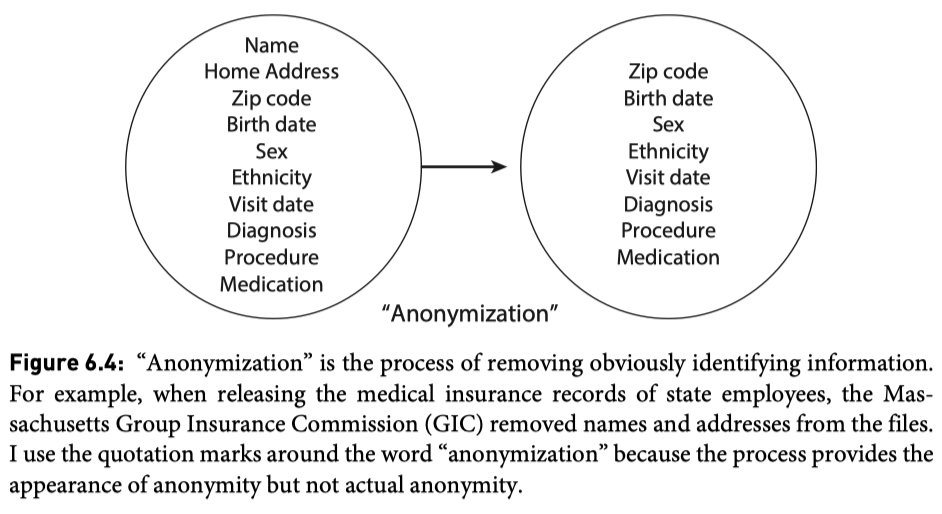 Name
Home Address
Zip code
Birth date
Sex
Ethnicity
Visit date
Diagnosis
Procedure
Medication
Zip code
Birth date
Sex
Ethnicity
Visit date
Diagnosis
Procedure
Medication
"Anonymization"
Figure 6.4: “Anonymization” is the process of removing obviously identifying information.
For example, when releasing the medical insurance records of state employees, the Mas-
sachusetts Group Insurance Commission (GIC) removed names and addresses from the files.
I use the quotation marks around the word “anonymization” because the process provides the
appearance of anonymity but not actual anonymity.